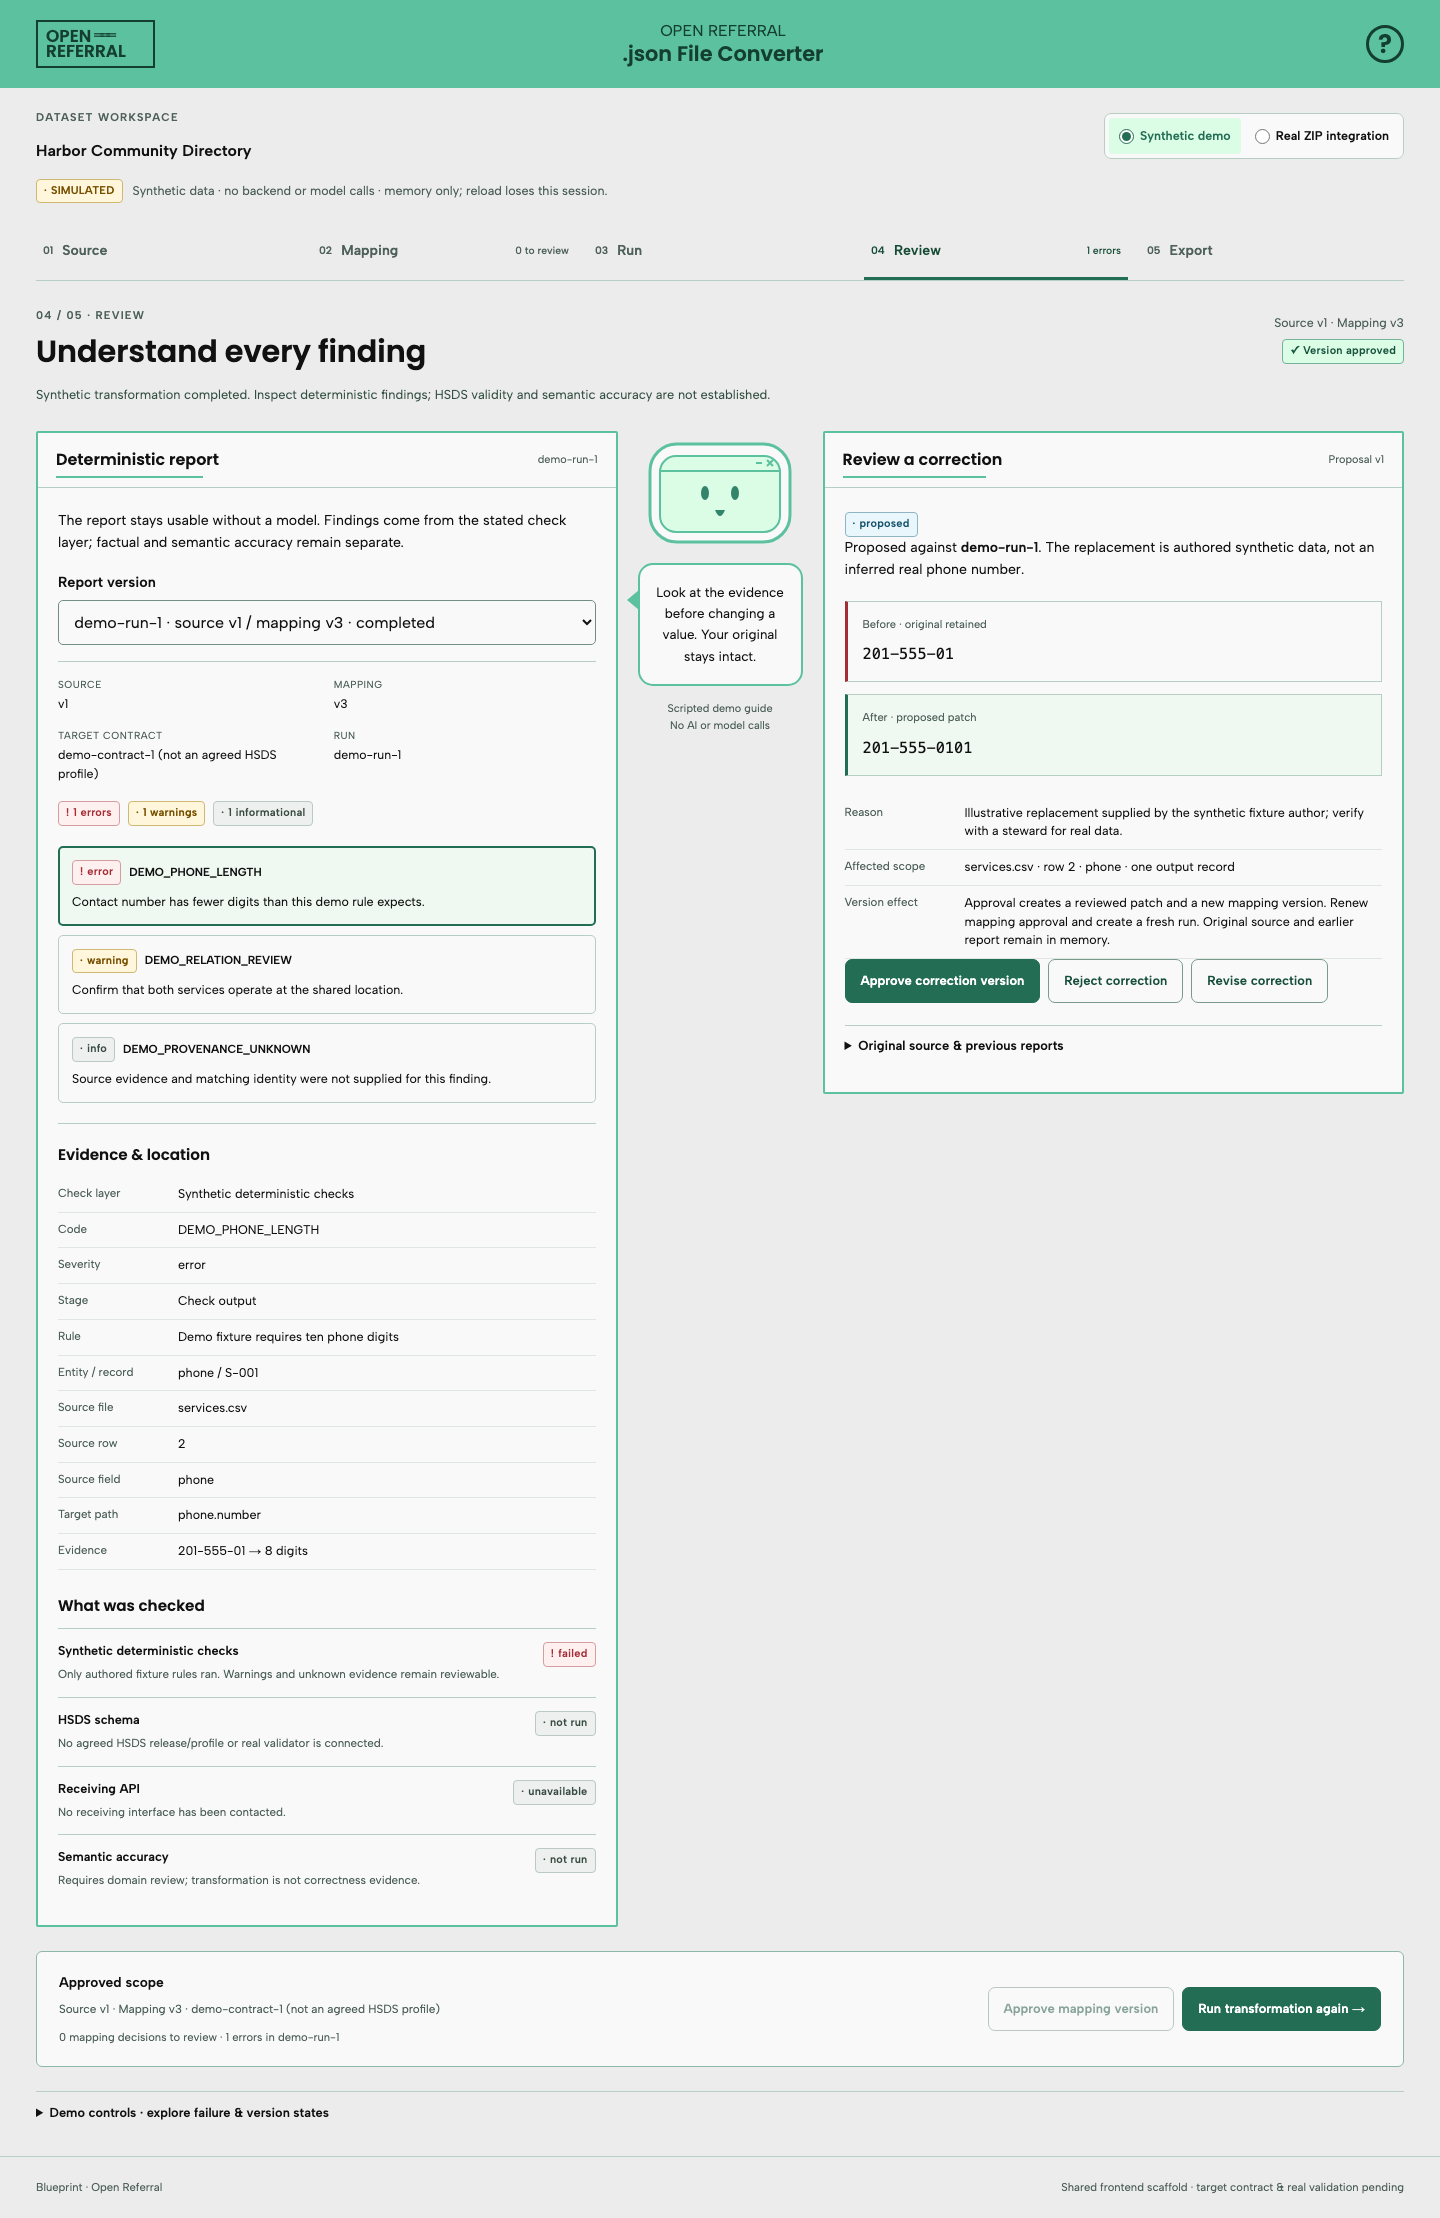 OPEN
REFERRAL
OPEN REFERRAL
.json File Converter
?
DATASET WORKSPACE
Harbor Community Directory
Synthetic demo
Real ZIP integration
· SIMULATED
Synthetic data · no backend or model calls · memory only; reload loses this session.
01 Source
02 Mapping 0 to review
03 Run
04 Review 1 errors
05 Export
04 / 05 · REVIEW
Understand every finding
Source v1 · Mapping v3
✓ Version approved
Synthetic transformation completed. Inspect deterministic findings; HSDS validity and semantic accuracy are not established.
Deterministic report
demo-run-1
The report stays usable without a model. Findings come from the stated check
layer; factual and semantic accuracy remain separate.
Report version
demo-run-1 · source v1 / mapping v3 · completed
SOURCE
v1
MAPPING
v3
TARGET CONTRACT
demo-contract-1 (not an agreed HSDS
profile)
RUN
demo-run-1
! 1 errors
· 1 warnings
· 1 informational
! error DEMO_PHONE_LENGTH
Contact number has fewer digits than this demo rule expects.
· warning DEMO_RELATION_REVIEW
Confirm that both services operate at the shared location.
· info DEMO_PROVENANCE_UNKNOWN
Source evidence and matching identity were not supplied for this finding.
Evidence & location
Check layer Synthetic deterministic checks
Code DEMO_PHONE_LENGTH
Severity error
Stage Check output
Rule Demo fixture requires ten phone digits
Entity / record phone / S-001
Source file services.csv
Source row 2
Source field phone
Target path phone.number
Evidence 201-555-01 → 8 digits
What was checked
Synthetic deterministic checks
! failed
Only authored fixture rules ran. Warnings and unknown evidence remain reviewable.
HSDS schema
· not run
No agreed HSDS release/profile or real validator is connected.
Receiving API
· unavailable
No receiving interface has been contacted.
Semantic accuracy
· not run
Requires domain review; transformation is not correctness evidence.
Look at the evidence
before changing a
value. Your original
stays intact.
Scripted demo guide
No AI or model calls
Review a correction
Proposal v1
· proposed
Proposed against demo-run-1. The replacement is authored synthetic data, not an
inferred real phone number.
Before · original retained
201-555-01
After · proposed patch
201-555-0101
Reason Illustrative replacement supplied by the synthetic fixture author; verify
with a steward for real data.
Affected scope services.csv · row 2 · phone · one output record
Version effect Approval creates a reviewed patch and a new mapping version. Renew
mapping approval and create a fresh run. Original source and earlier
report remain in memory.
Approve correction version
Reject correction
Revise correction
Original source & previous reports
Approved scope
Source v1 · Mapping v3 · demo-contract-1 (not an agreed HSDS profile)
0 mapping decisions to review · 1 errors in demo-run-1
Approve mapping version
Run transformation again →
Demo controls · explore failure & version states
Blueprint · Open Referral
Shared frontend scaffold · target contract & real validation pending